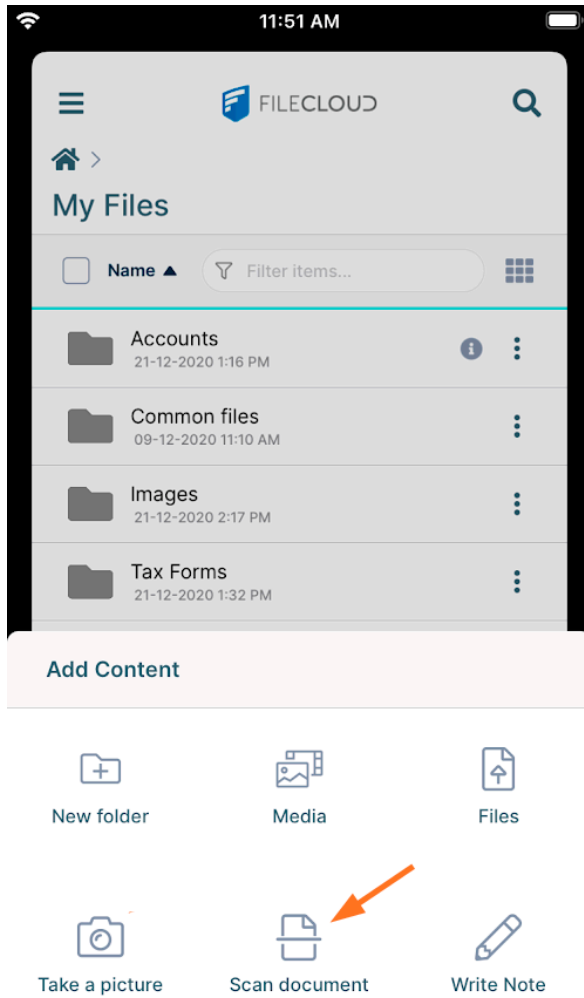 11:51 AM
FILECLOUD
My Files
Name Filter items...
Accounts
21-12-2020 1:16 PM
Common files
09-12-2020 11:10 AM
Images
21-12-2020 2:17 PM
Tax Forms
21-12-2020 1:32 PM
Add Content
New folder Media Files
Take a picture Scan document Write Note